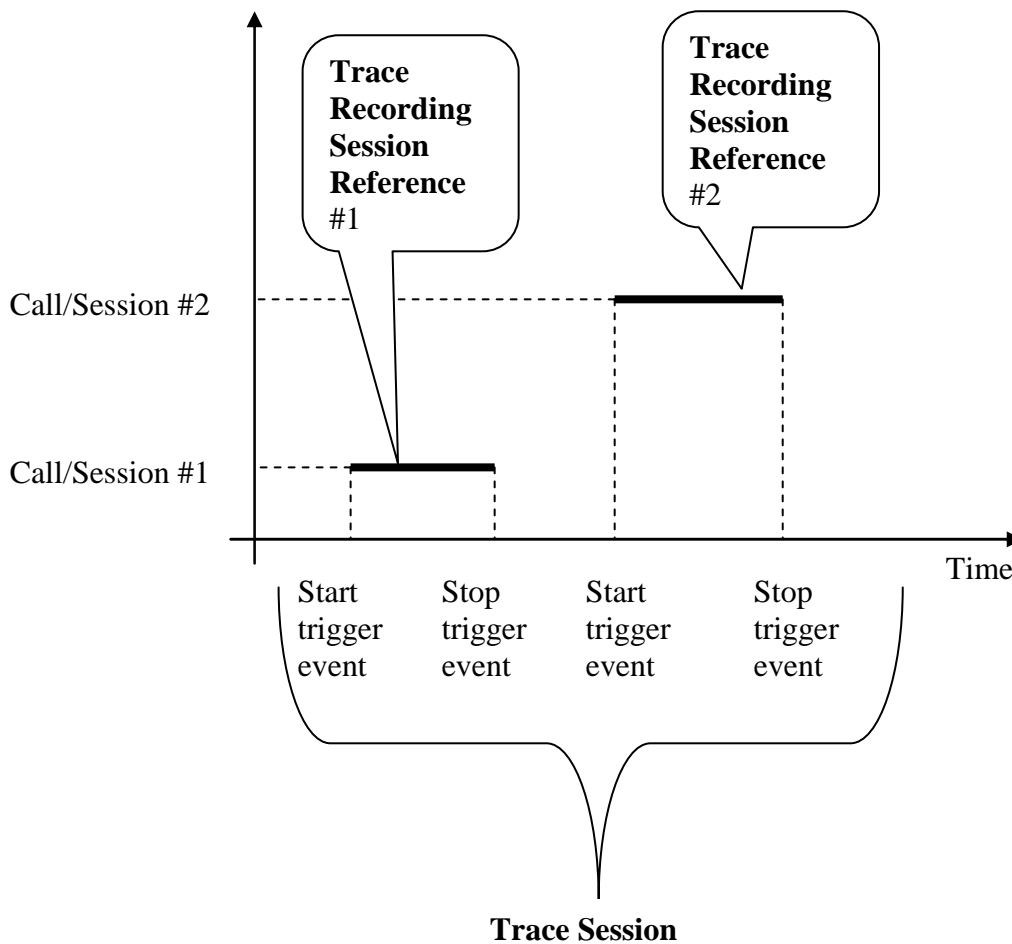 Trace
Recording
Session
Reference
#1
Trace
Recording
Session
Reference
#2
Call/Session #2
Call/Session #1
Time
Start
trigger
event
Stop
trigger
event
Start
trigger
event
Stop
trigger
event
Trace Session